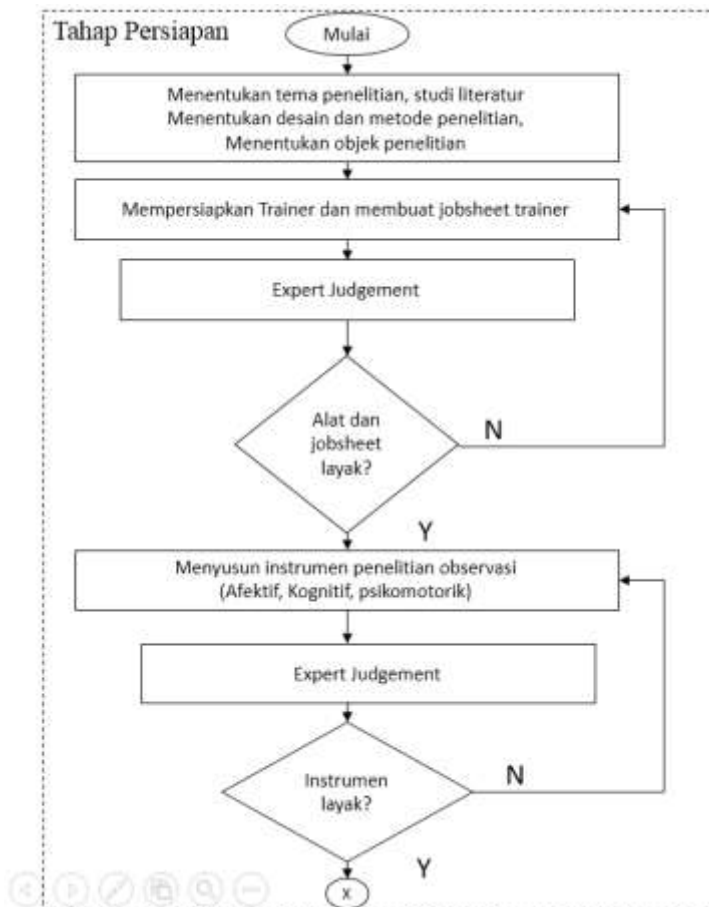 Tahap Persiapan
Mulai
Menentukan tema penelitian, studi literatur
Menentukan desain dan metode penelitian,
Menentukan objek penelitian
Mempersiapkan Trainer dan membuat jobsheet trainer
Expert Judgement
Alat dan
jobsheet
layak?
N
Y
Menyusun instrumen penelitian observasi
(Afektif, Kognitif, psikomotorik)
Expert Judgement
Instrumen
layak?
N
Y
X